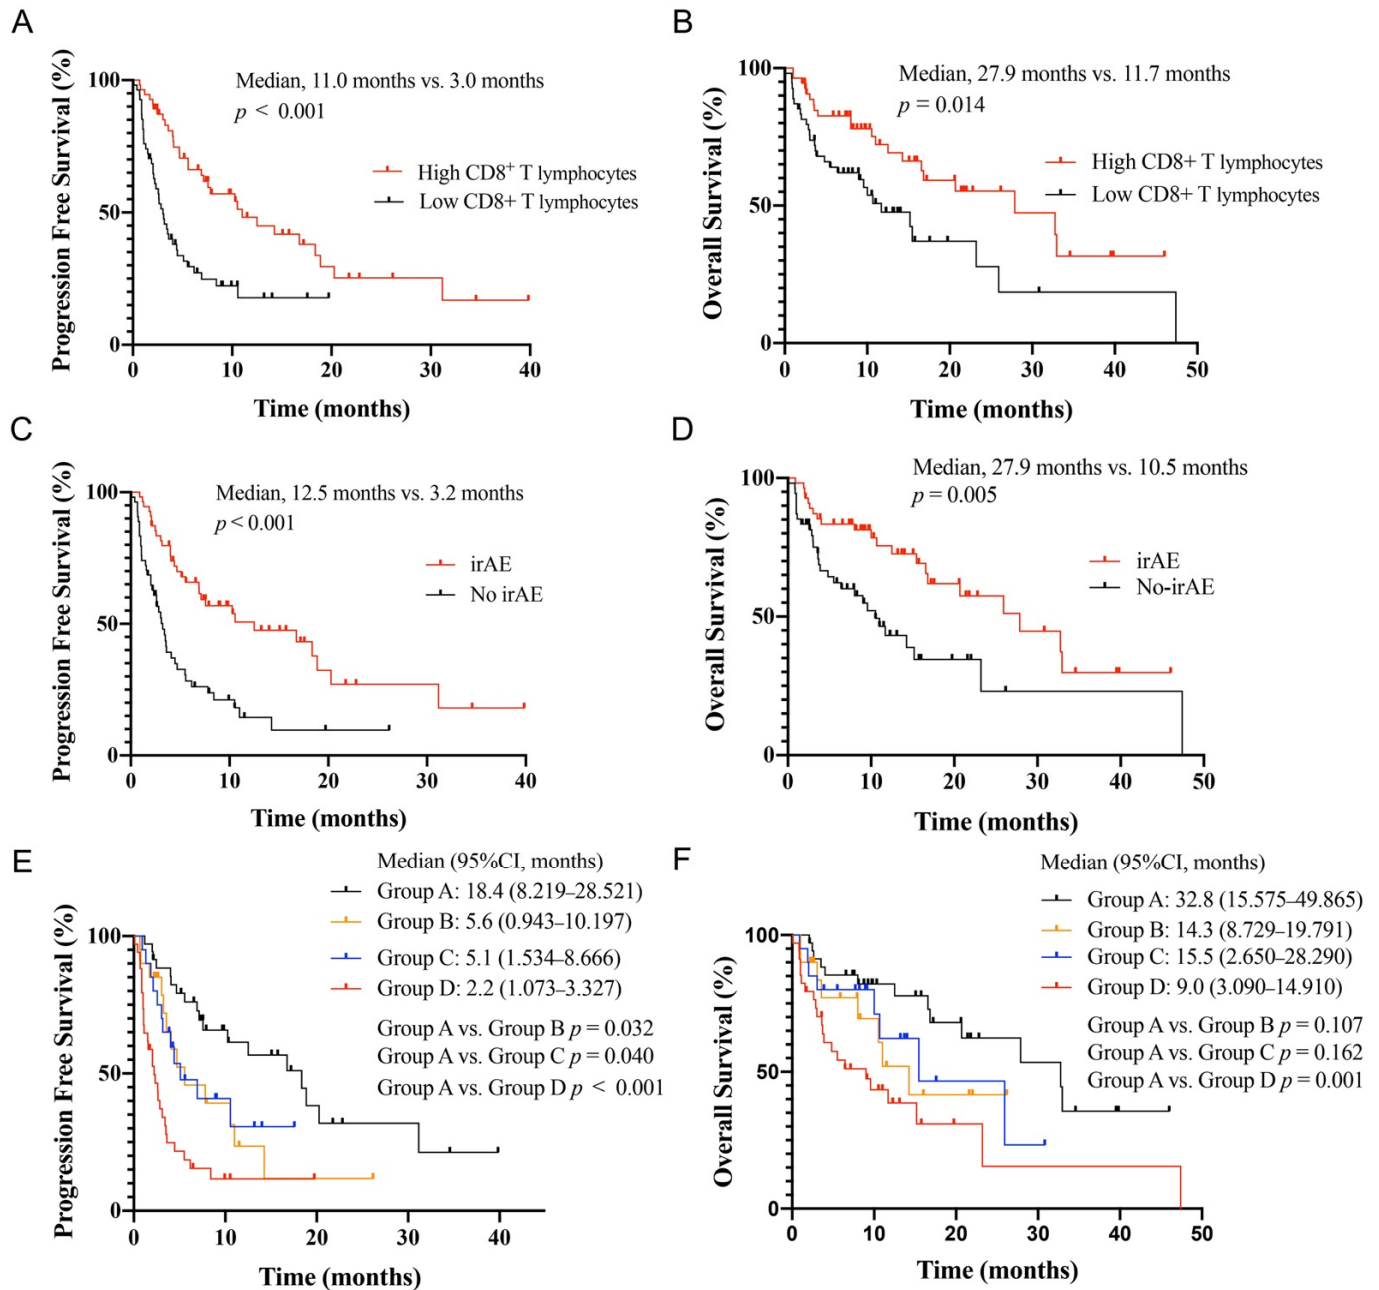 A
Median, 11.0 months vs. 3.0 months
p < 0.001
High CD8+ T lymphocytes
Low CD8+ T lymphocytes
Progression Free Survival (%)
100
50
0
0 10 20 30 40
Time (months)
B
Median, 27.9 months vs. 11.7 months
p = 0.014
High CD8+ T lymphocytes
Low CD8+ T lymphocytes
Overall Survival (%)
100
50
0
0 10 20 30 40 50
Time (months)
C
Median, 12.5 months vs. 3.2 months
p < 0.001
irAE
No irAE
Progression Free Survival (%)
100
50
0
0 10 20 30 40
Time (months)
D
Median, 27.9 months vs. 10.5 months
p = 0.005
irAE
No-irAE
Overall Survival (%)
100
50
0
0 10 20 30 40 50
Time (months)
E
Median (95%CI, months)
Group A: 18.4 (8.219–28.521)
Group B: 5.6 (0.943–10.197)
Group C: 5.1 (1.534–8.666)
Group D: 2.2 (1.073–3.327)
Group A vs. Group B p = 0.032
Group A vs. Group C p = 0.040
Group A vs. Group D p < 0.001
Progression Free Survival (%)
100
50
0
0 10 20 30 40
Time (months)
F
Median (95%CI, months)
Group A: 32.8 (15.575–49.865)
Group B: 14.3 (8.729–19.791)
Group C: 15.5 (2.650–28.290)
Group D: 9.0 (3.090–14.910)
Group A vs. Group B p = 0.107
Group A vs. Group C p = 0.162
Group A vs. Group D p = 0.001
Overall Survival (%)
100
50
0
0 10 20 30 40 50
Time (months)